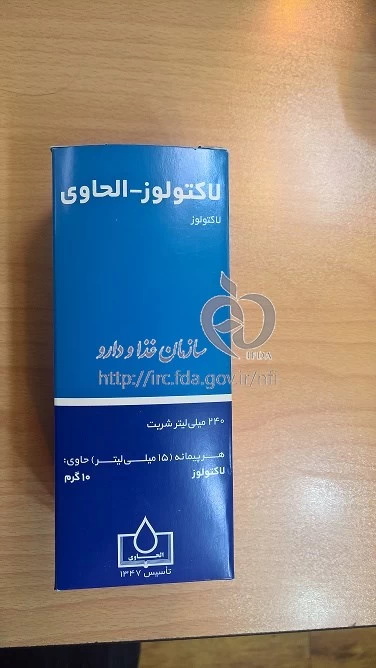 لاکتولوز-الحاوی
لاکتولوز
سازمان غذا و دارو
IFDA
http://irc.fda.gov.ir/nfi
۲۴۰ میلی لیتر شربت
هر پیمانه (۱۵ میلی لیتر) حاوی:
لاکتولوز ۱۰ گرم
الحاوی
تاسیس ۱۳۴۷